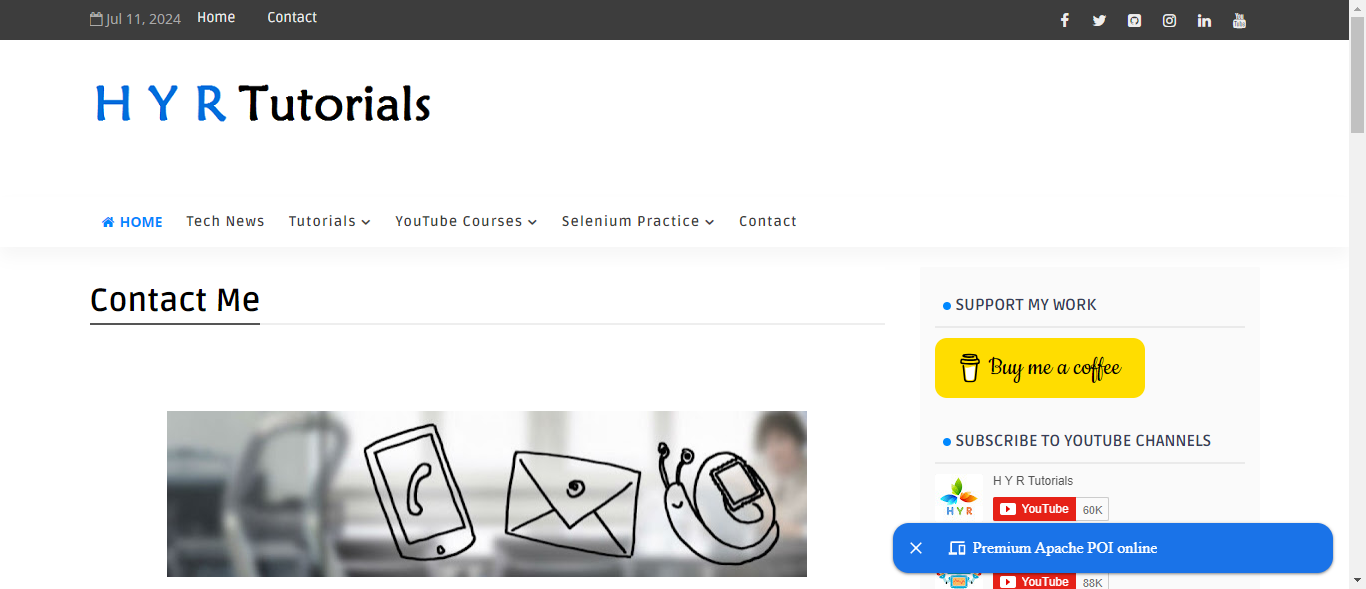 Jul 11, 2024 Home Contact
H Y R Tutorials
HOME Tech News Tutorials YouTube Courses Selenium Practice Contact
Contact Me
SUPPORT MY WORK
Buy me a coffee
SUBSCRIBE TO YOUTUBE CHANNELS
H Y R Tutorials
H Y R
YouTube 60K
Premium Apache POI online
YouTube 88K